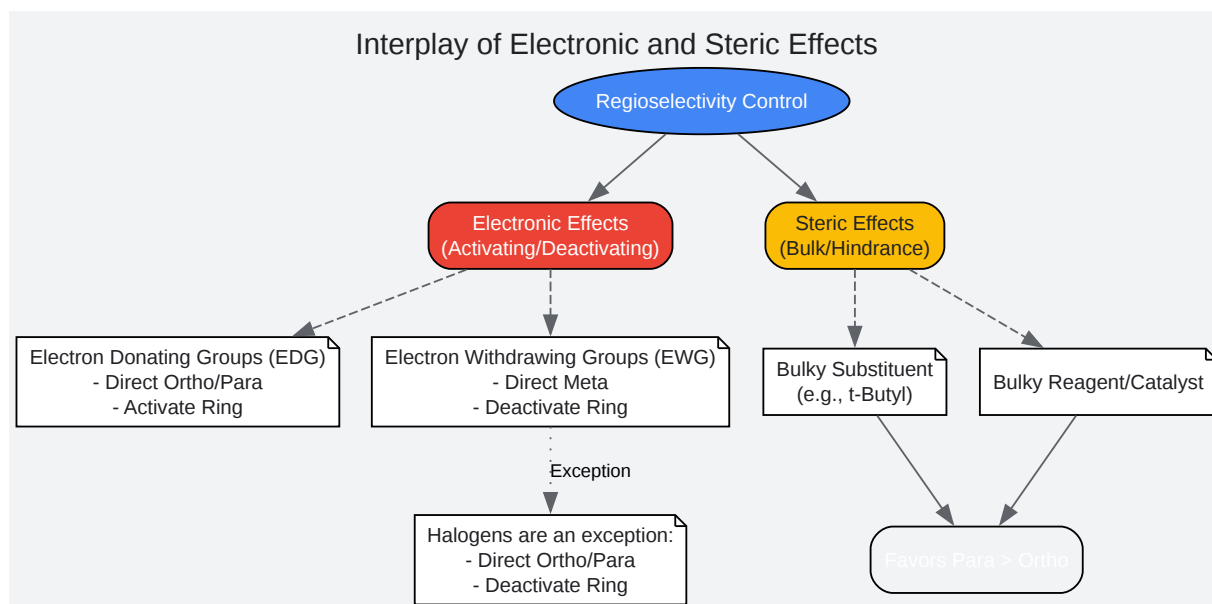 Interplay of Electronic and Steric Effects
Regioselectivity Control
Electronic Effects
(Activating/Deactivating)
Steric Effects
(Bulk/Hindrance)
Electron Donating Groups (EDG)
- Direct Ortho/Para
- Activate Ring
Electron Withdrawing Groups (EWG)
- Direct Meta
- Deactivate Ring
Bulky Substituent
(e.g., t-Butyl)
Bulky Reagent/Catalyst
Exception
Halogens are an exception:
- Direct Ortho/Para
- Deactivate Ring
Favors Para > Ortho